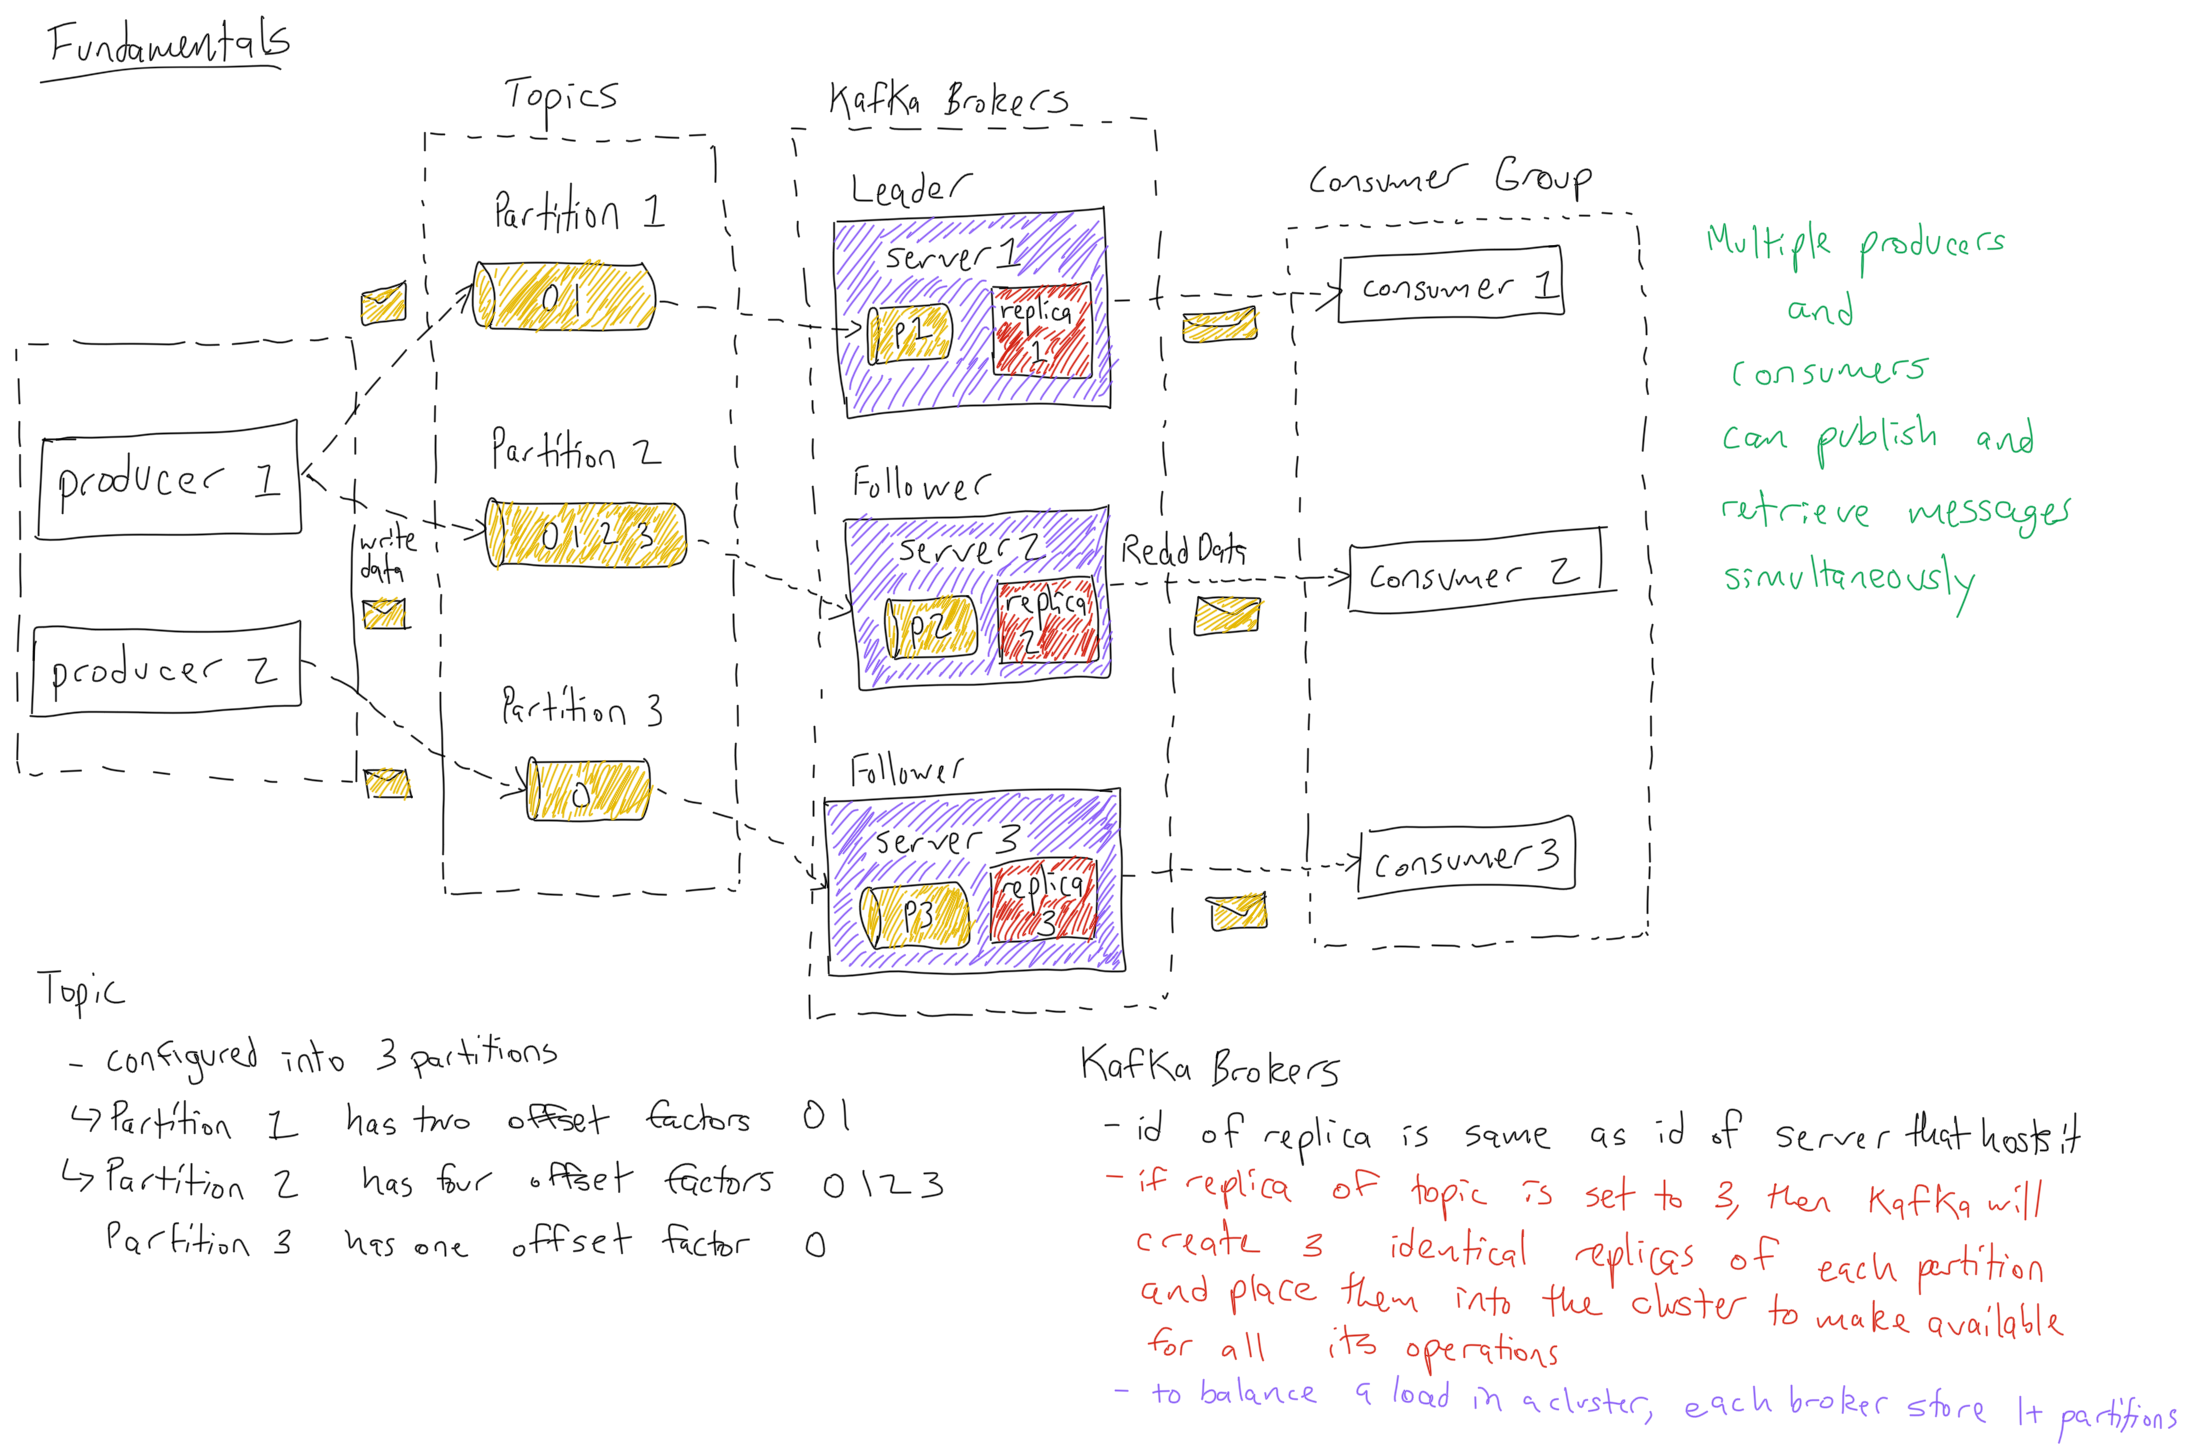 Fundamentals
Topics
Kafka Brokers
Consumer Group
Partition 1
0 1
Partition 2
0 1 2 3
Partition 3
0
producer 1
producer 2
write
data
Leader
server 1
p1
replica
1
Follower
server 2
p2
replica
2
Follower
server 3
P3
replica
3
Read Data
consumer 1
consumer 2
consumer 3
Multiple producers
and
consumers
can publish and
retrieve messages
simultaneously
Topic
- configured into 3 partitions
↳ Partition 1 has two offset factors 0 1
↳ Partition 2 has four offset factors 0 1 2 3
Partition 3 has one offset factor 0
Kafka Brokers
- id of replica is same as id of server that hosts it
- if replica of topic is set to 3, then Kafka will
create 3 identical replicas of each partition
and place them into the cluster to make available
for all its operations
- to balance a load in a cluster, each broker store 1+ partitions